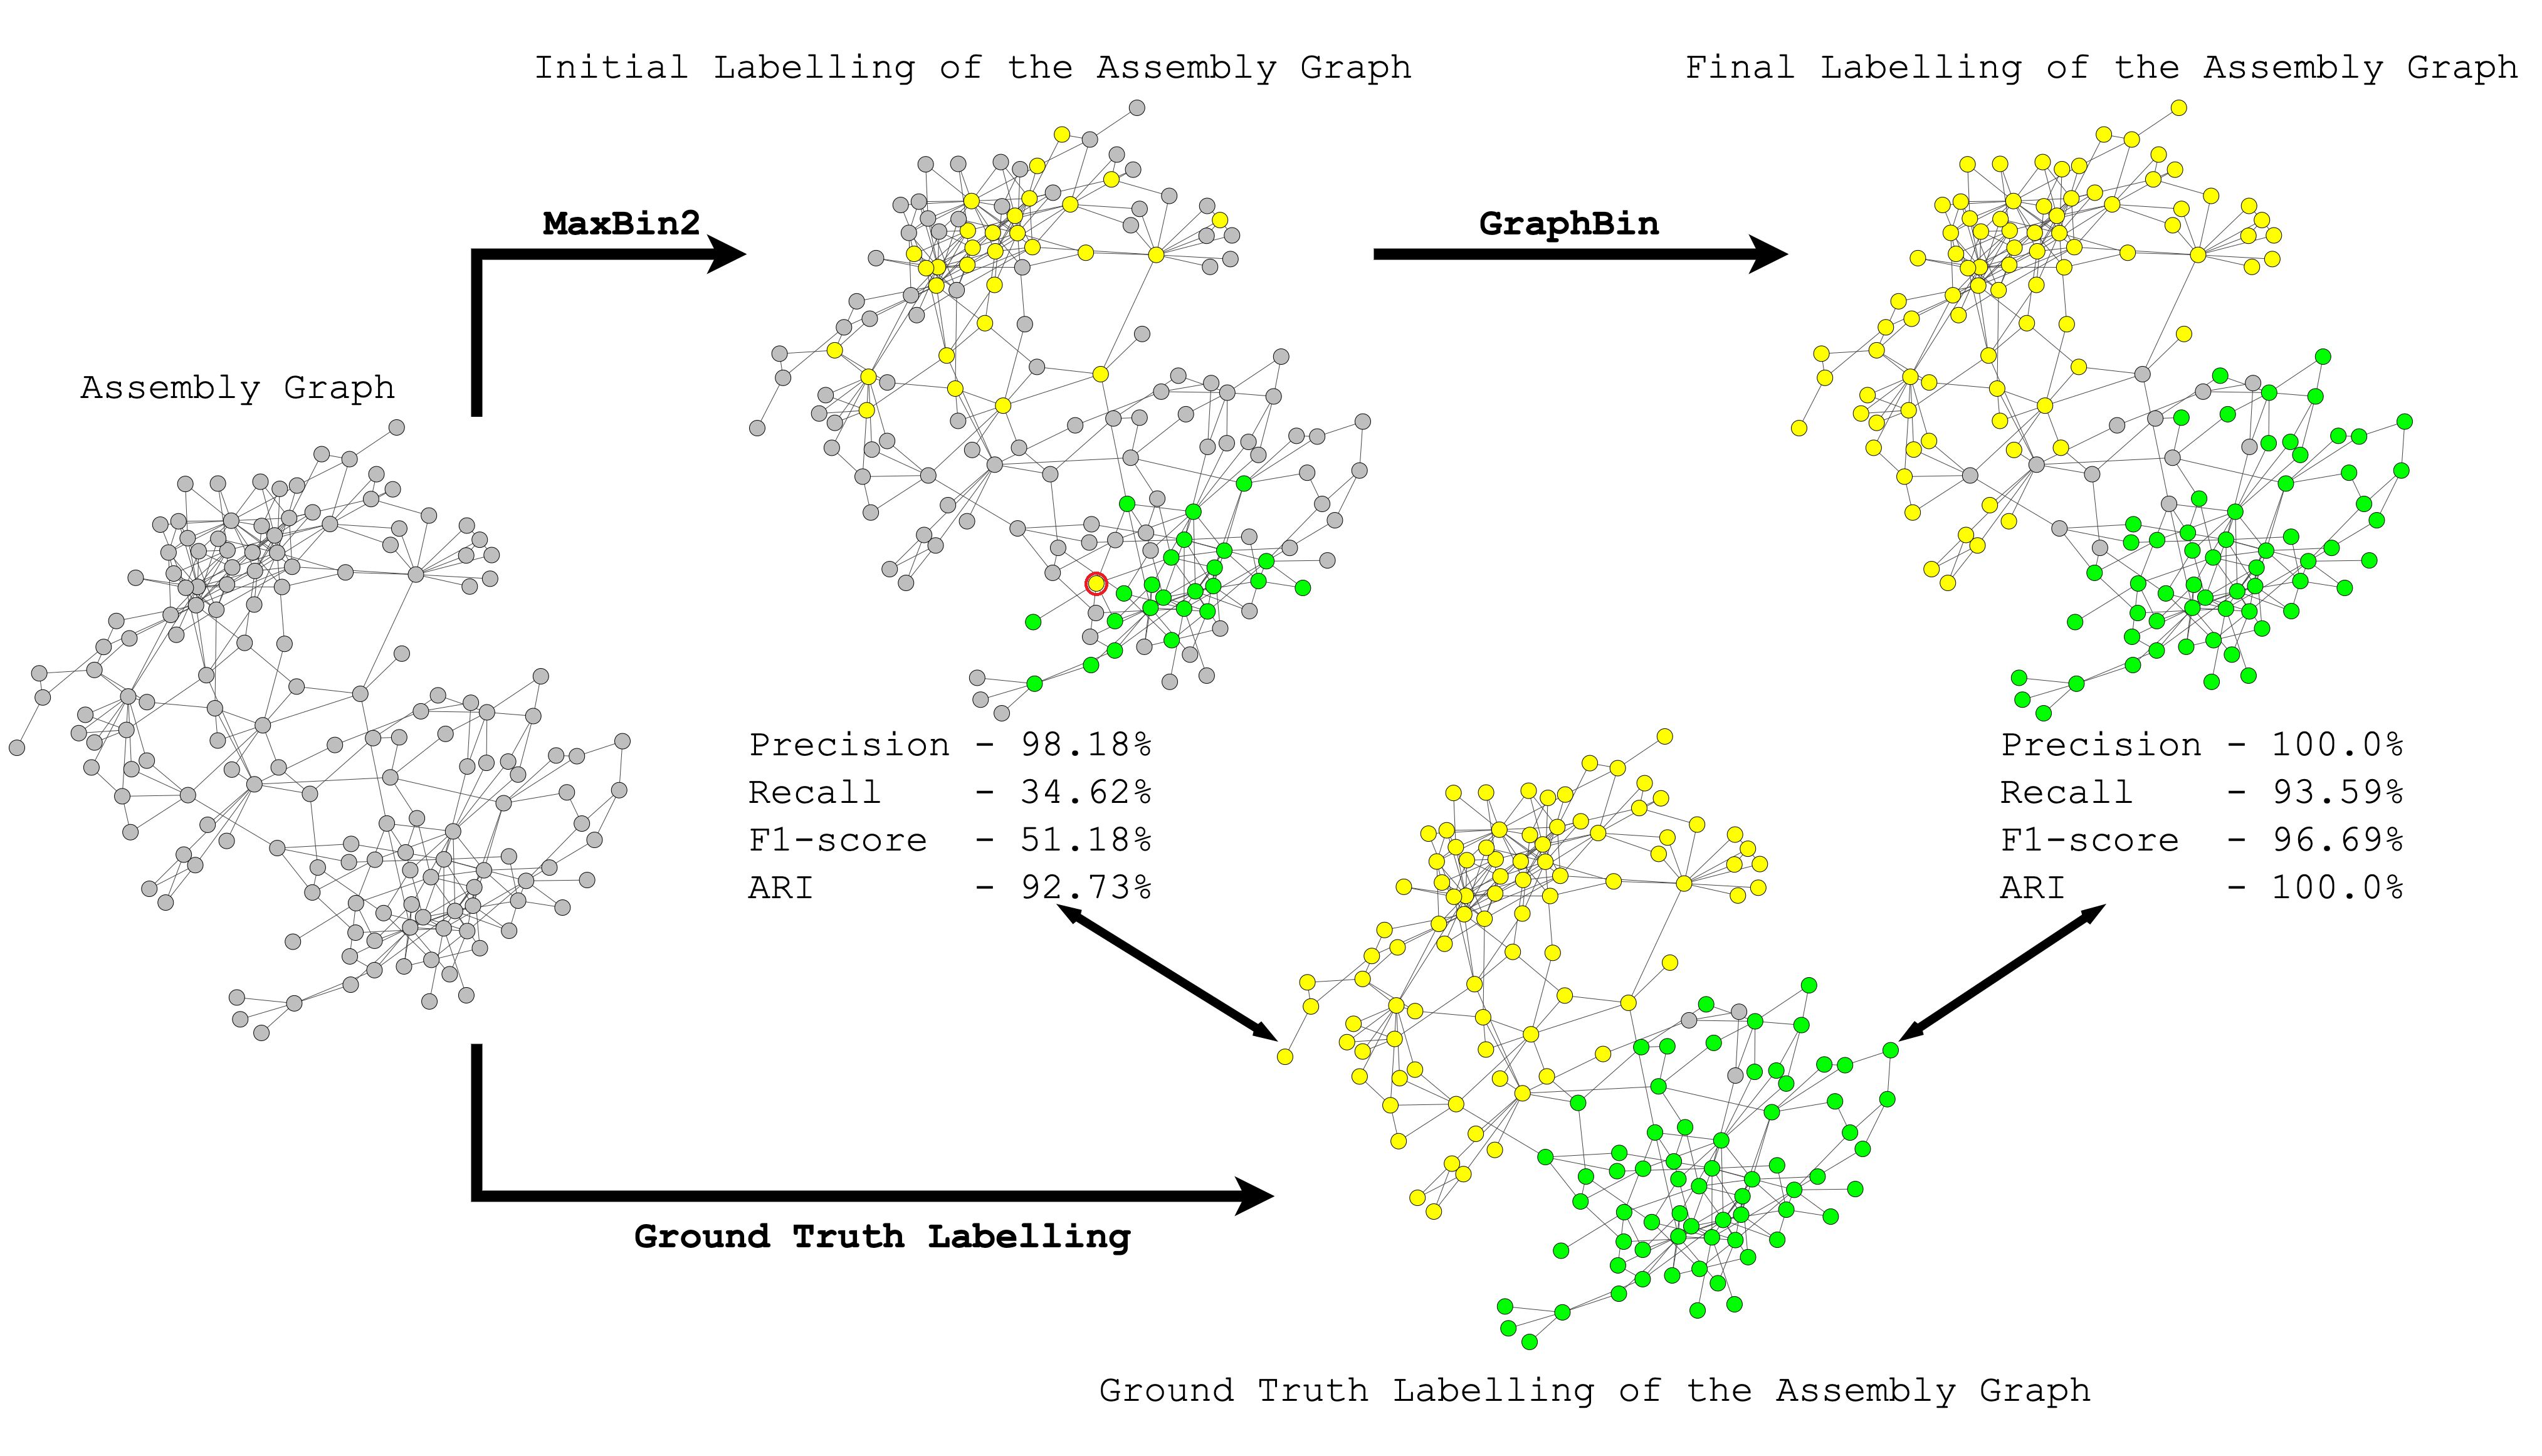 Initial Labelling of the Assembly Graph
Final Labelling of the Assembly Graph
MaxBin2
GraphBin
Assembly Graph
Precision - 98.18%
Recall - 34.62%
F1-score - 51.18%
ARI - 92.73%
Precision - 100.0%
Recall - 93.59%
F1-score - 96.69%
ARI - 100.0%
Ground Truth Labelling
Ground Truth Labelling of the Assembly Graph